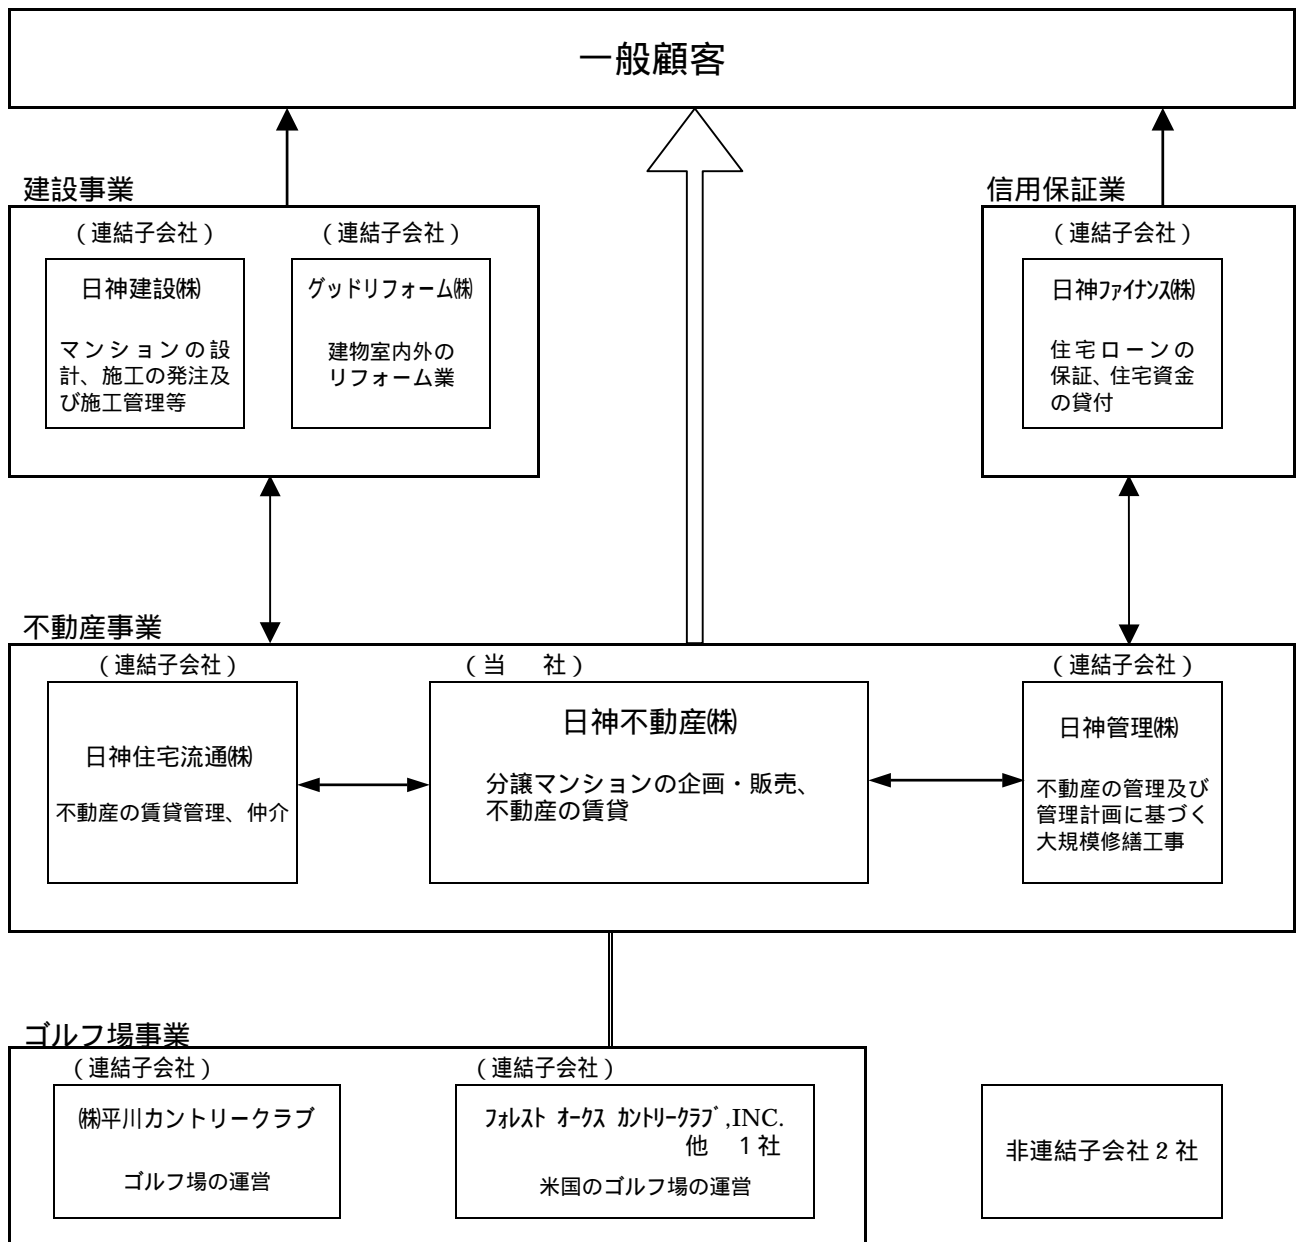 一般顧客
建設事業
信用保証業
（連結子会社）
（連結子会社）
（連結子会社）
日神建設㈱
マンションの設
計、施工の発注及
び施工管理等
グッドリフォーム㈱
建物室内外の
リフォーム業
日神ﾌｧｲﾅﾝｽ㈱
住宅ローンの
保証、住宅資金
の貸付
不動産事業
（連結子会社）
（当　社）
（連結子会社）
日神住宅流通㈱
不動産の賃貸管理、仲介
日神不動産㈱
分譲マンションの企画・販売、
不動産の賃貸
日神管理㈱
不動産の管理及び
管理計画に基づく
大規模修繕工事
ゴルフ場事業
（連結子会社）
（連結子会社）
㈱平川カントリークラブ
ゴルフ場の運営
ﾌｫﾚｽﾄ ｵｰｸｽ ｶﾝﾄﾘｰｸﾗﾌﾞ,INC.
他　1社
米国のゴルフ場の運営
非連結子会社２社